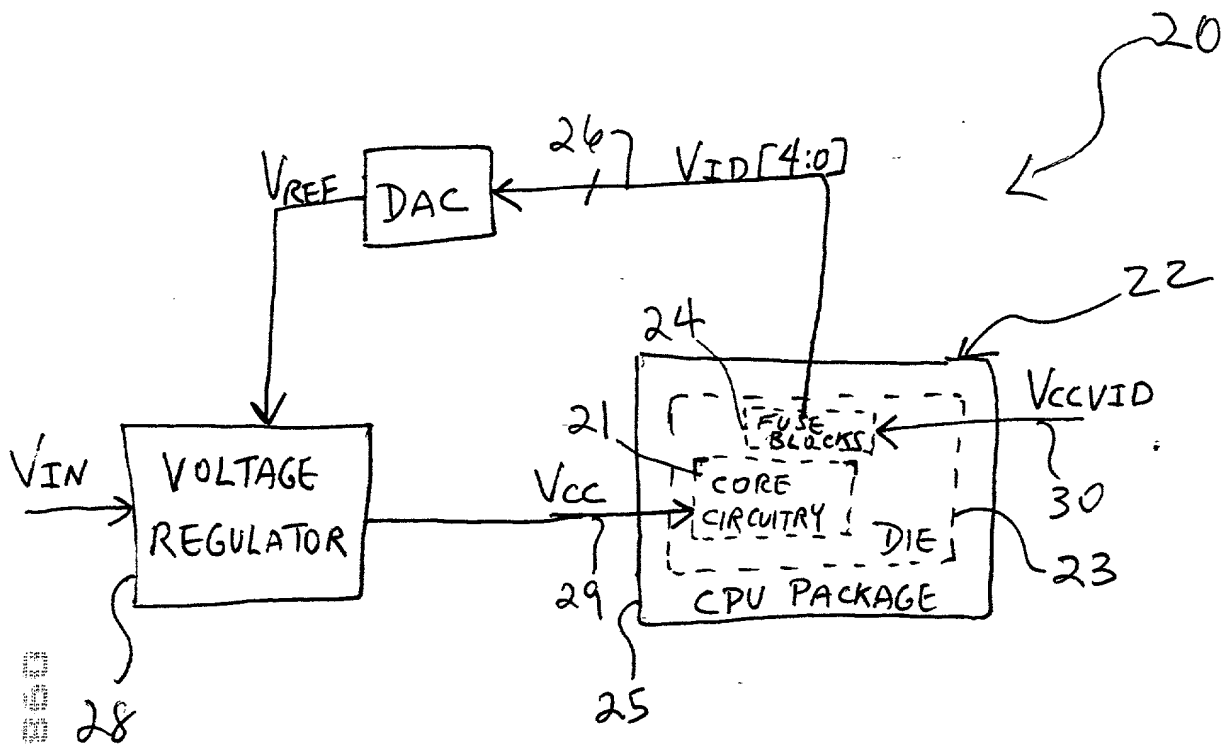 20
26
VID[4:0]
VREF
DAC
22
24
VCCVID
FUSE
BLOCKS
21
VIN
VOLTAGE
REGULATOR
VCC
CORE
CIRCUITRY
30
DIE
29
23
CPU PACKAGE
28
25